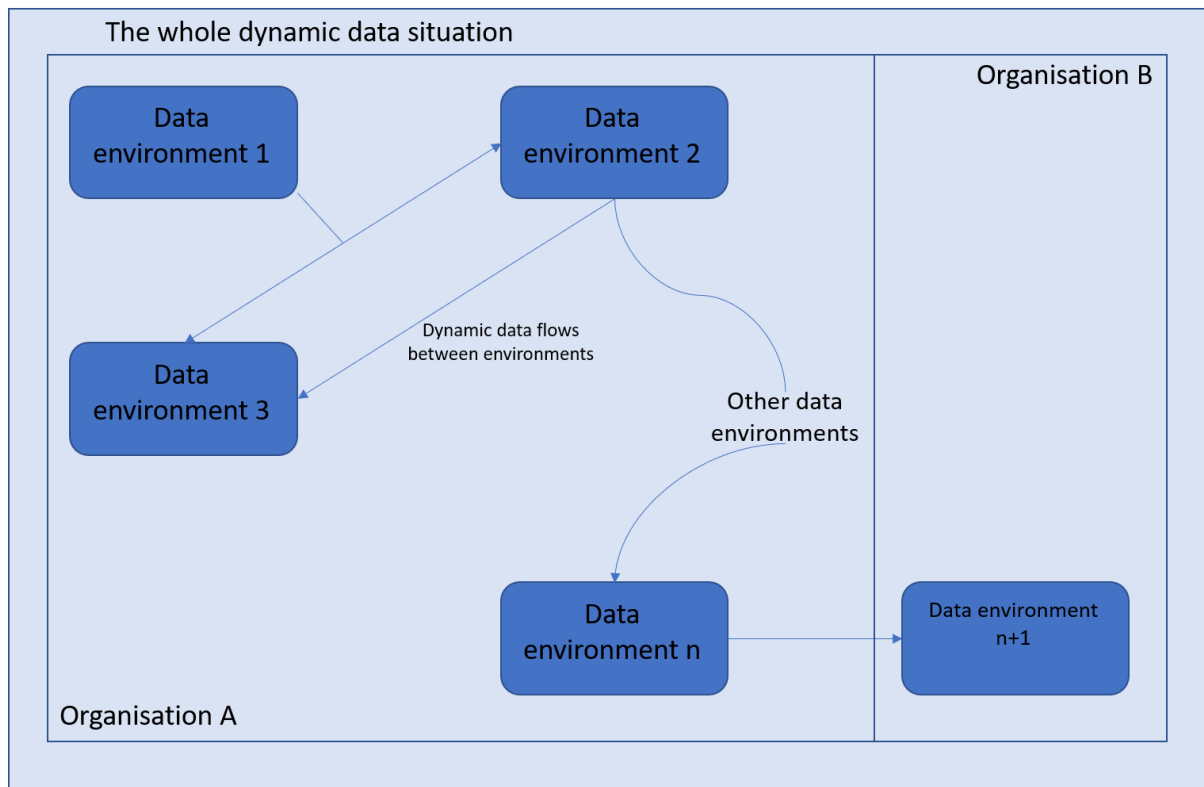 The whole dynamic data situation
Organisation B
Data
environment 1
Data
environment 2
Dynamic data flows
between environments
Data
environment 3
Other data
environments
Data
environment n
Data environment
n+1
Organisation A